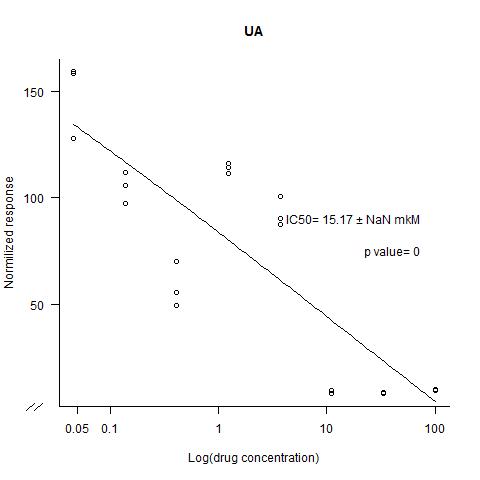 UA
150
100
50
Normilized response
IC50= 15.17 ± NaN mkM
p value= 0
0.05 0.1 1 10 100
Log(drug concentration)